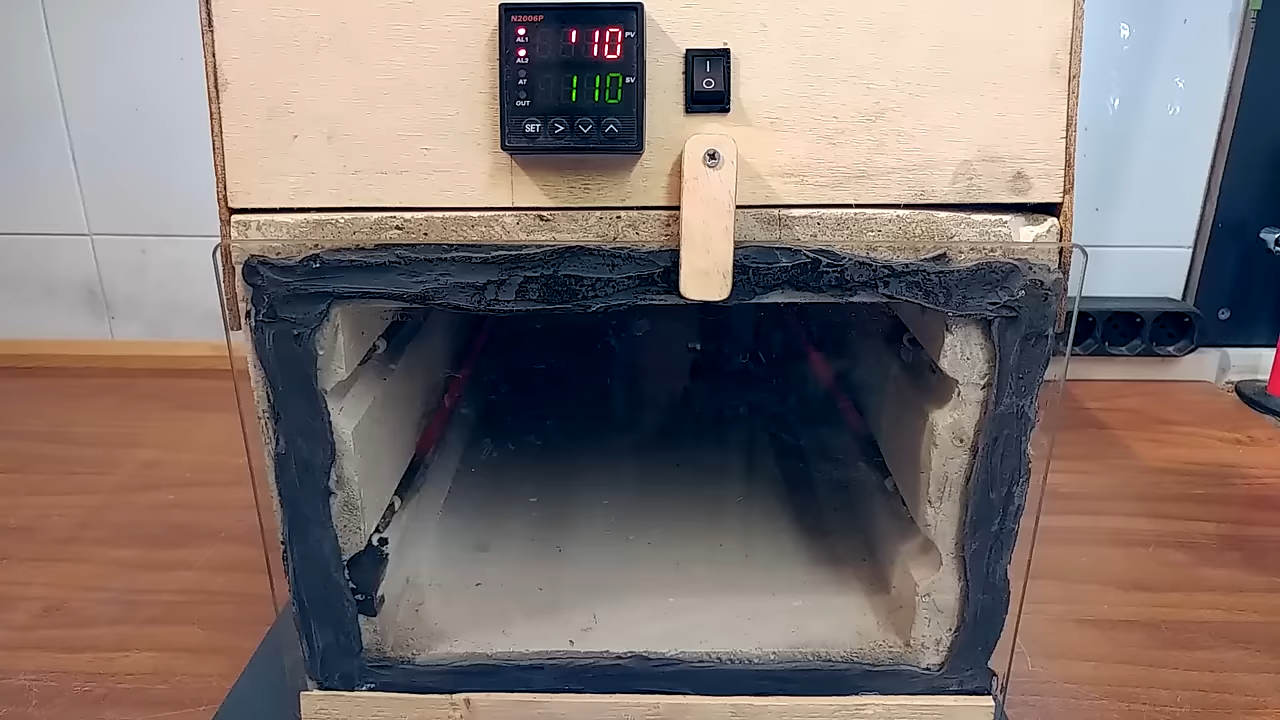 N2006P
AL1 110 PV
AL2
AT 110 SV
OUT
SET > ∨ ∧
I
O